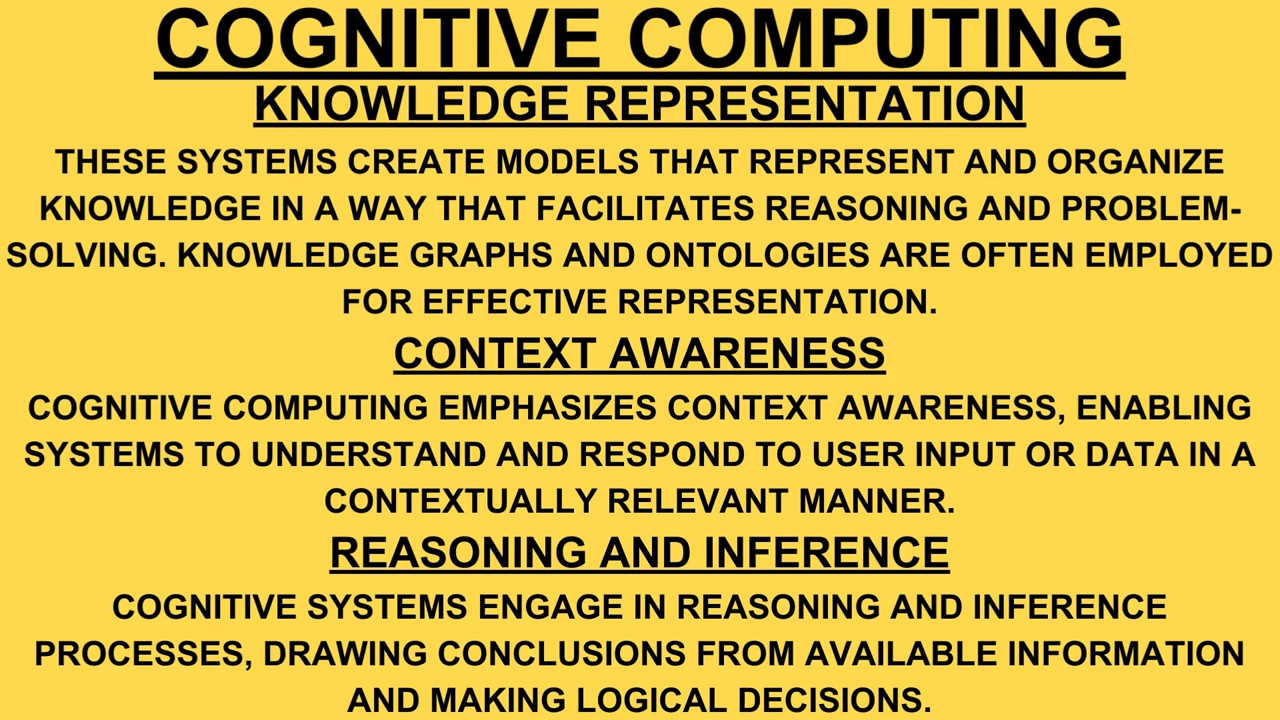 COGNITIVE COMPUTING
KNOWLEDGE REPRESENTATION
THESE SYSTEMS CREATE MODELS THAT REPRESENT AND ORGANIZE
KNOWLEDGE IN A WAY THAT FACILITATES REASONING AND PROBLEM-
SOLVING. KNOWLEDGE GRAPHS AND ONTOLOGIES ARE OFTEN EMPLOYED
FOR EFFECTIVE REPRESENTATION.
CONTEXT AWARENESS
COGNITIVE COMPUTING EMPHASIZES CONTEXT AWARENESS, ENABLING
SYSTEMS TO UNDERSTAND AND RESPOND TO USER INPUT OR DATA IN A
CONTEXTUALLY RELEVANT MANNER.
REASONING AND INFERENCE
COGNITIVE SYSTEMS ENGAGE IN REASONING AND INFERENCE
PROCESSES, DRAWING CONCLUSIONS FROM AVAILABLE INFORMATION
AND MAKING LOGICAL DECISIONS.